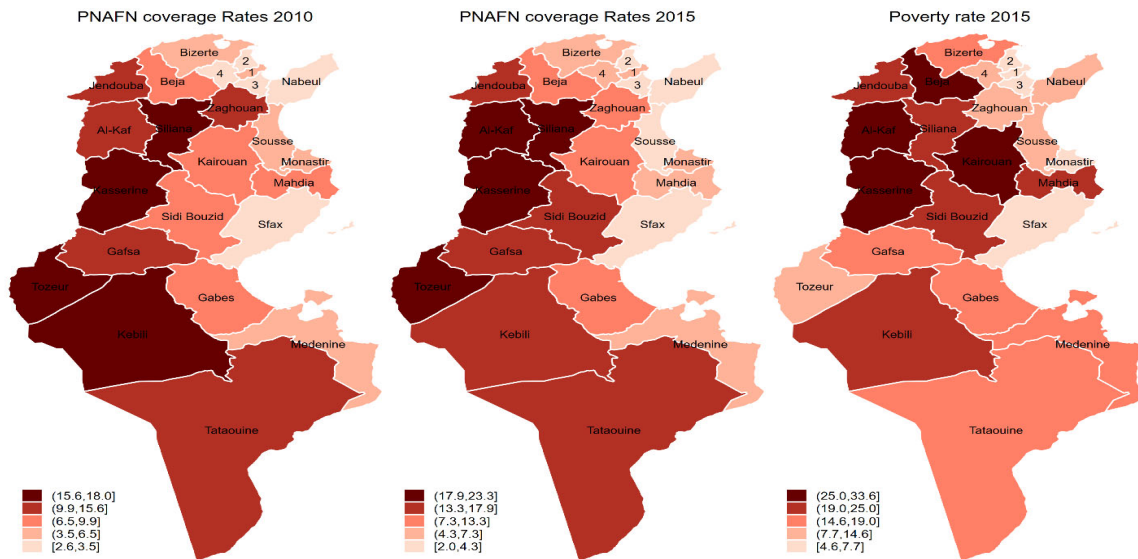 PNAFN coverage Rates 2010
Bizerte
2
1
4
3
Nabeul
Beja
Jendouba
Zaghouan
Al-Kaf
Siliana
Sousse
Kairouan
Monastir
Mahdia
Kasserine
Sidi Bouzid
Sfax
Gafsa
Tozeur
Gabes
Kebili
Medenine
Tataouine
(15.6,18.0]
(9.9,15.6]
(6.5,9.9]
(3.5,6.5]
[2.6,3.5]
PNAFN coverage Rates 2015
Bizerte
2
1
4
3
Nabeul
Beja
Jendouba
Zaghouan
Al-Kaf
Siliana
Sousse
Kairouan
Monastir
Mahdia
Kasserine
Sidi Bouzid
Sfax
Gafsa
Tozeur
Gabes
Kebili
Medenine
Tataouine
(17.9,23.3]
(13.3,17.9]
(7.3,13.3]
(4.3,7.3]
[2.0,4.3]
Poverty rate 2015
Bizerte
2
1
4
3
Nabeul
Beja
Jendouba
Zaghouan
Al-Kaf
Siliana
Sousse
Kairouan
Monastir
Mahdia
Kasserine
Sidi Bouzid
Sfax
Gafsa
Tozeur
Gabes
Kebili
Medenine
Tataouine
(25.0,33.6]
(19.0,25.0]
(14.6,19.0]
(7.7,14.6]
[4.6,7.7]